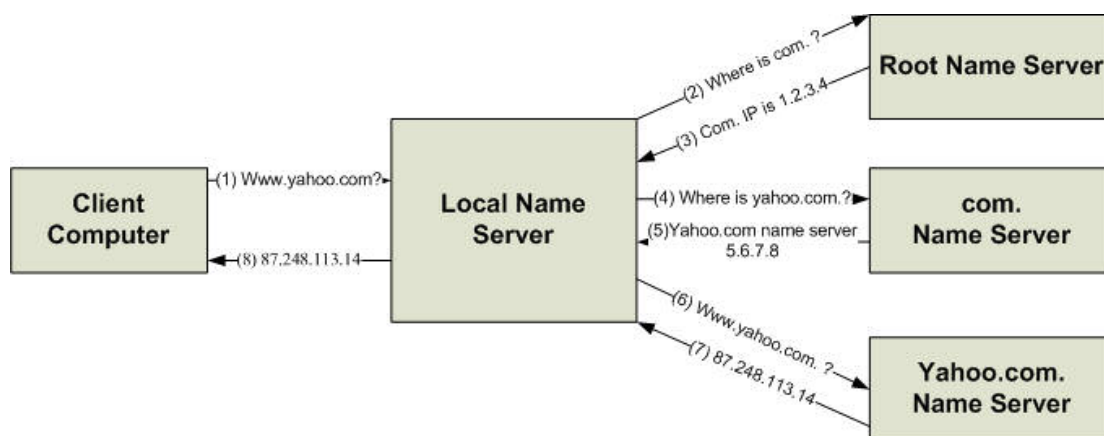 Client
Computer
(1) Www.yahoo.com?
(8) 87.248.113.14
Local Name
Server
(2) Where is com. ?
(3) Com. IP is 1.2.3.4
Root Name Server
(4) Where is yahoo.com.?
(5)Yahoo.com name server
5.6.7.8
com.
Name Server
(6) Www.yahoo.com. ?
(7) 87.248.113.14
Yahoo.com.
Name Server